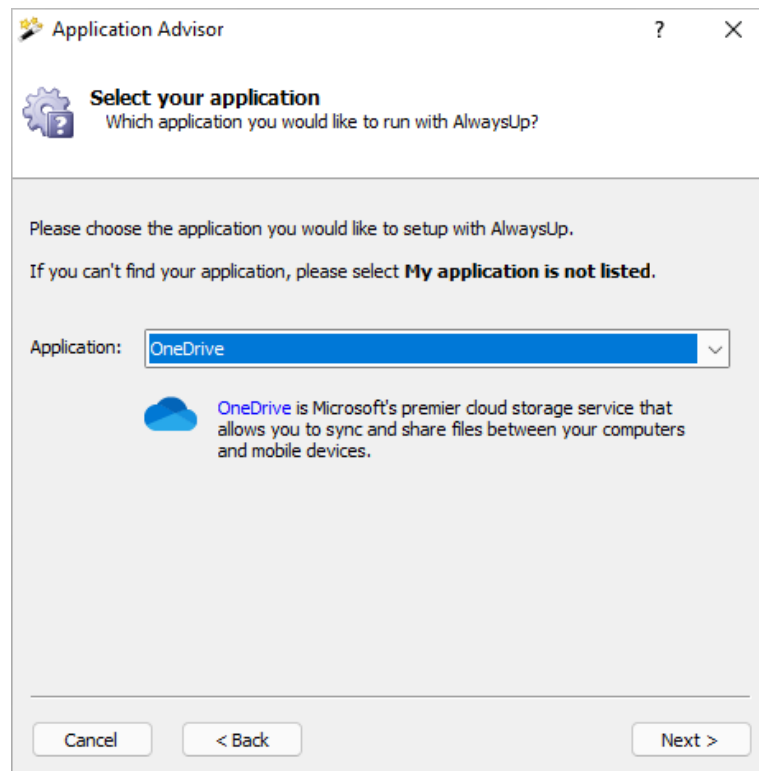 Application Advisor
?
Select your application
Which application you would like to run with AlwaysUp?
Please choose the application you would like to setup with AlwaysUp.
If you can't find your application, please select My application is not listed.
Application: OneDrive
OneDrive is Microsoft's premier cloud storage service that
allows you to sync and share files between your computers
and mobile devices.
Cancel < Back Next >